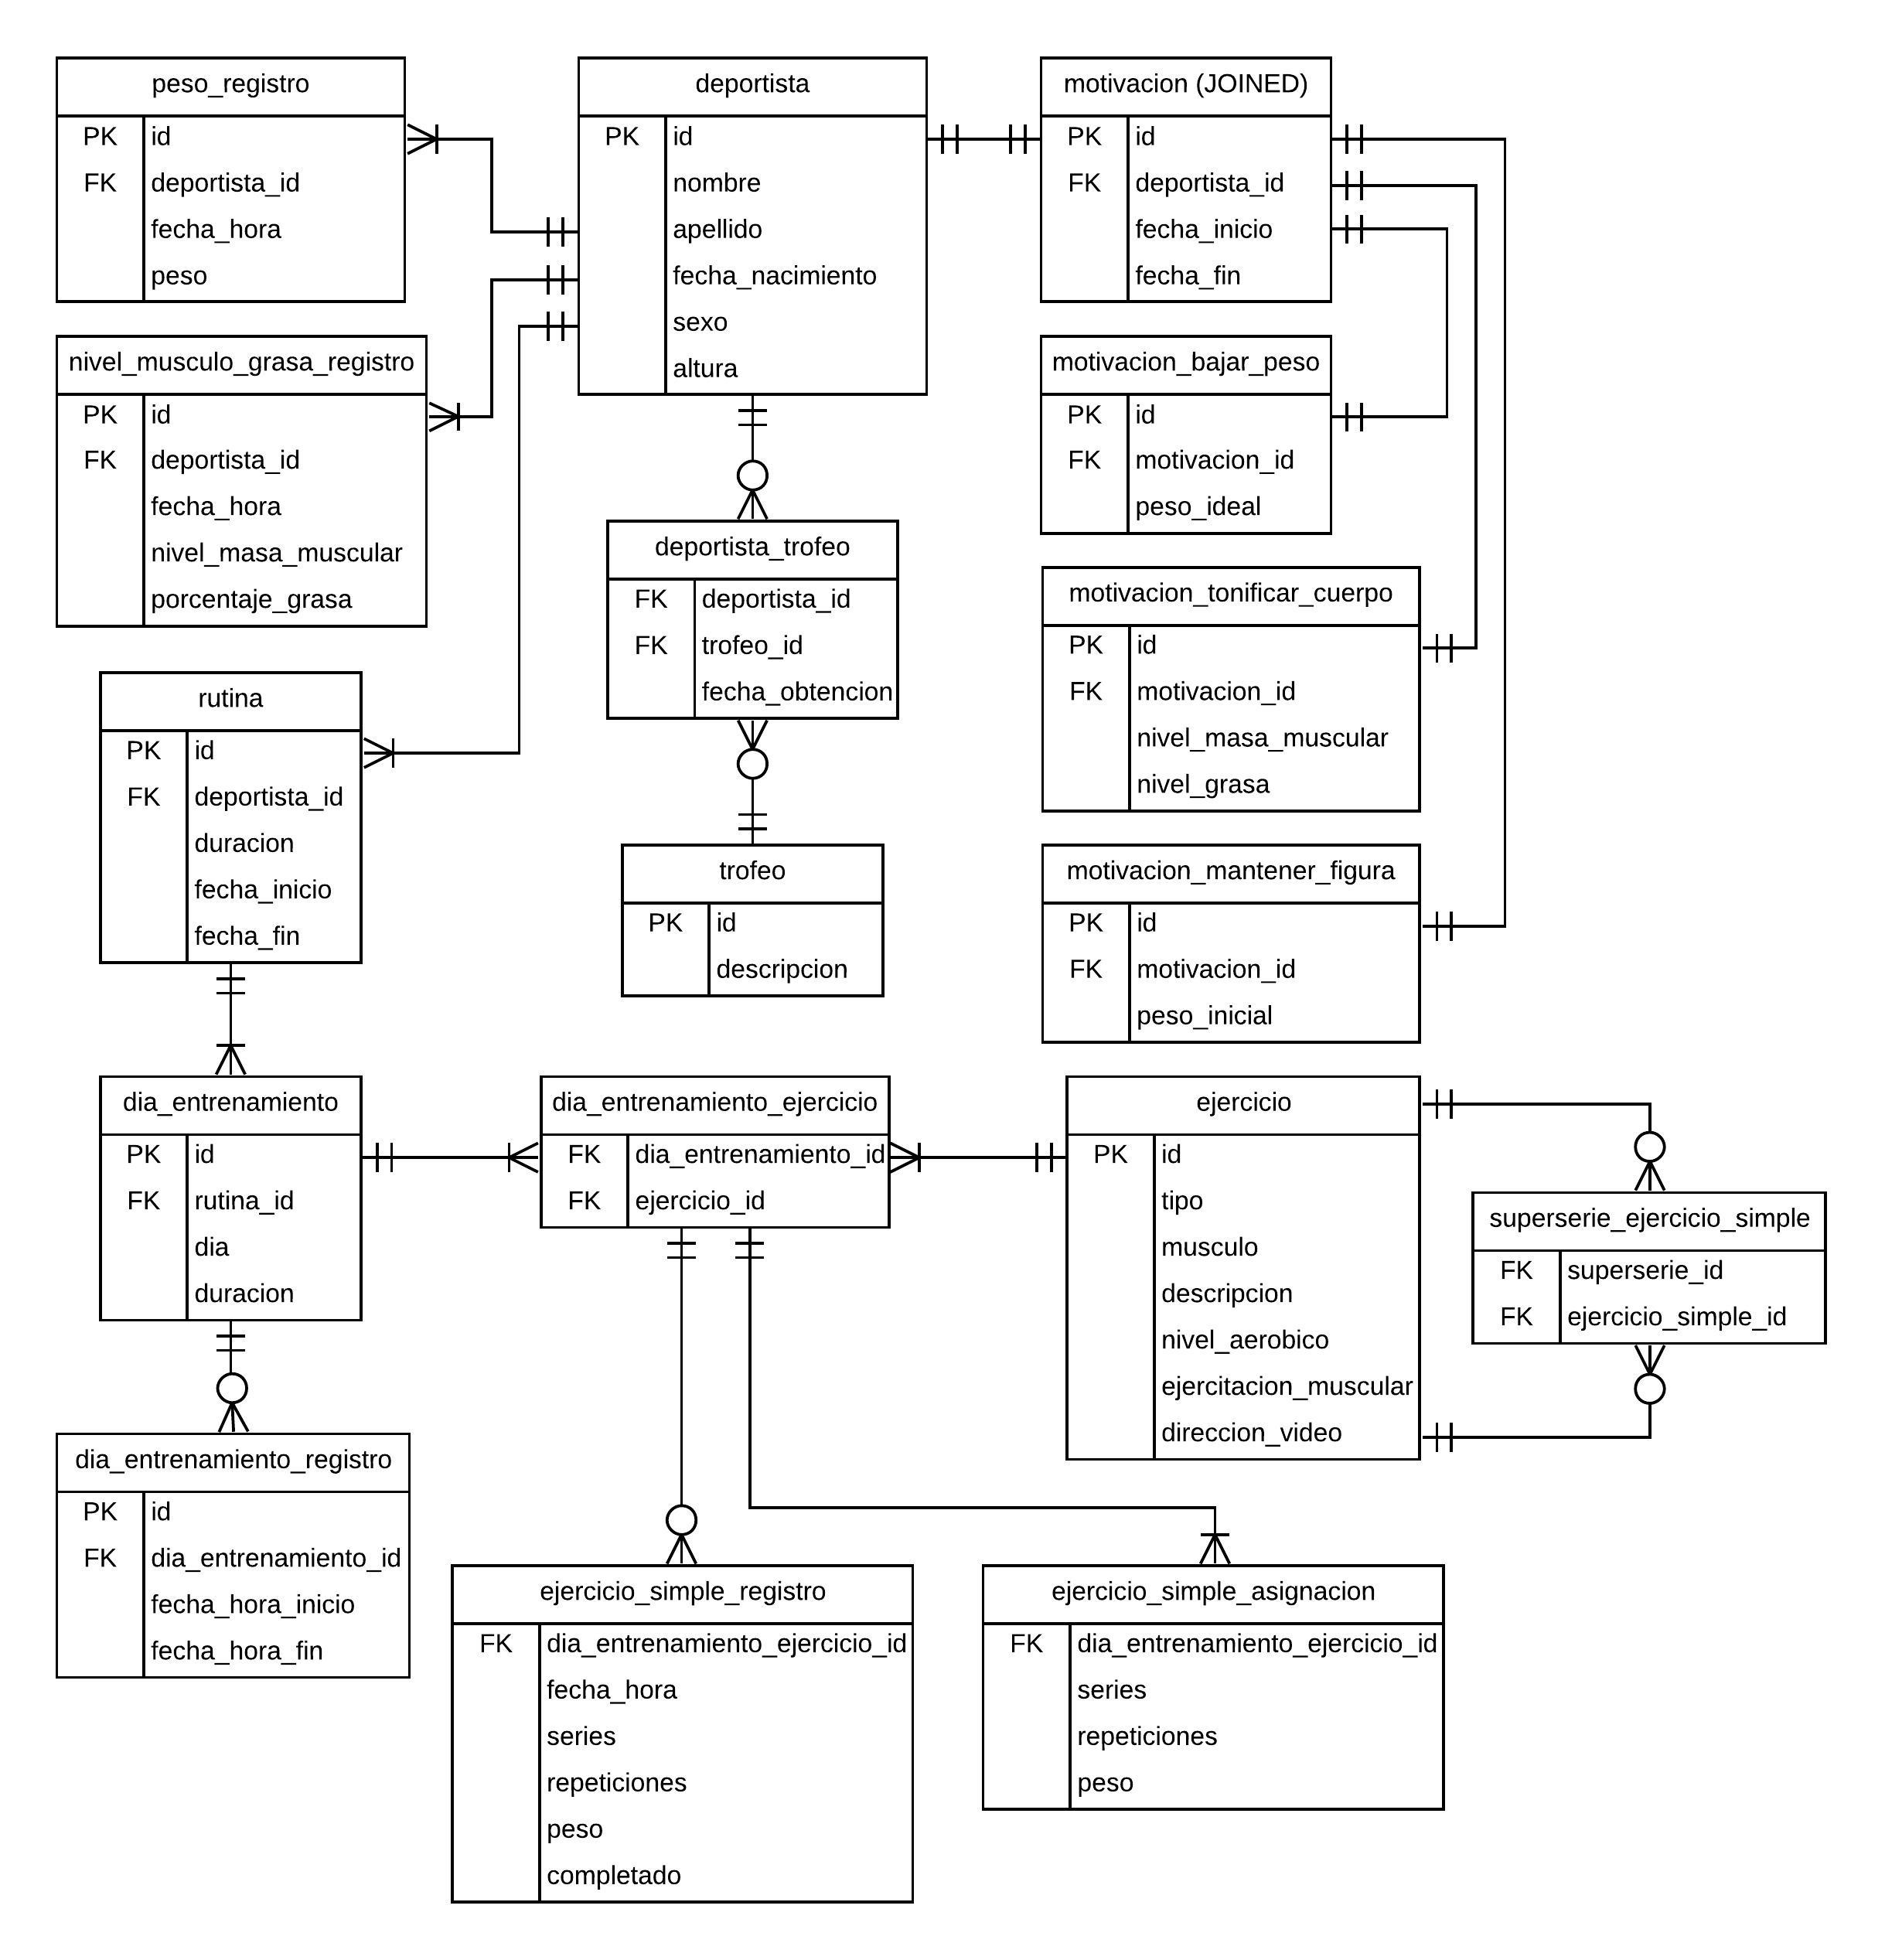 peso_registro
PK id
FK deportista_id
fecha_hora
peso
deportista
PK id
nombre
apellido
fecha_nacimiento
sexo
altura
motivacion (JOINED)
PK id
FK deportista_id
fecha_inicio
fecha_fin
nivel_musculo_grasa_registro
PK id
FK deportista_id
fecha_hora
nivel_masa_muscular
porcentaje_grasa
motivacion_bajar_peso
PK id
FK motivacion_id
peso_ideal
deportista_trofeo
FK deportista_id
FK trofeo_id
fecha_obtencion
motivacion_tonificar_cuerpo
PK id
FK motivacion_id
nivel_masa_muscular
nivel_grasa
rutina
PK id
FK deportista_id
duracion
fecha_inicio
fecha_fin
trofeo
PK id
descripcion
motivacion_mantener_figura
PK id
FK motivacion_id
peso_inicial
dia_entrenamiento
PK id
FK rutina_id
dia
duracion
dia_entrenamiento_ejercicio
FK dia_entrenamiento_id
FK ejercicio_id
ejercicio
PK id
tipo
musculo
descripcion
nivel_aerobico
ejercitacion_muscular
direccion_video
superserie_ejercicio_simple
FK superserie_id
FK ejercicio_simple_id
dia_entrenamiento_registro
PK id
FK dia_entrenamiento_id
fecha_hora_inicio
fecha_hora_fin
ejercicio_simple_registro
FK dia_entrenamiento_ejercicio_id
fecha_hora
series
repeticiones
peso
completado
ejercicio_simple_asignacion
FK dia_entrenamiento_ejercicio_id
series
repeticiones
peso